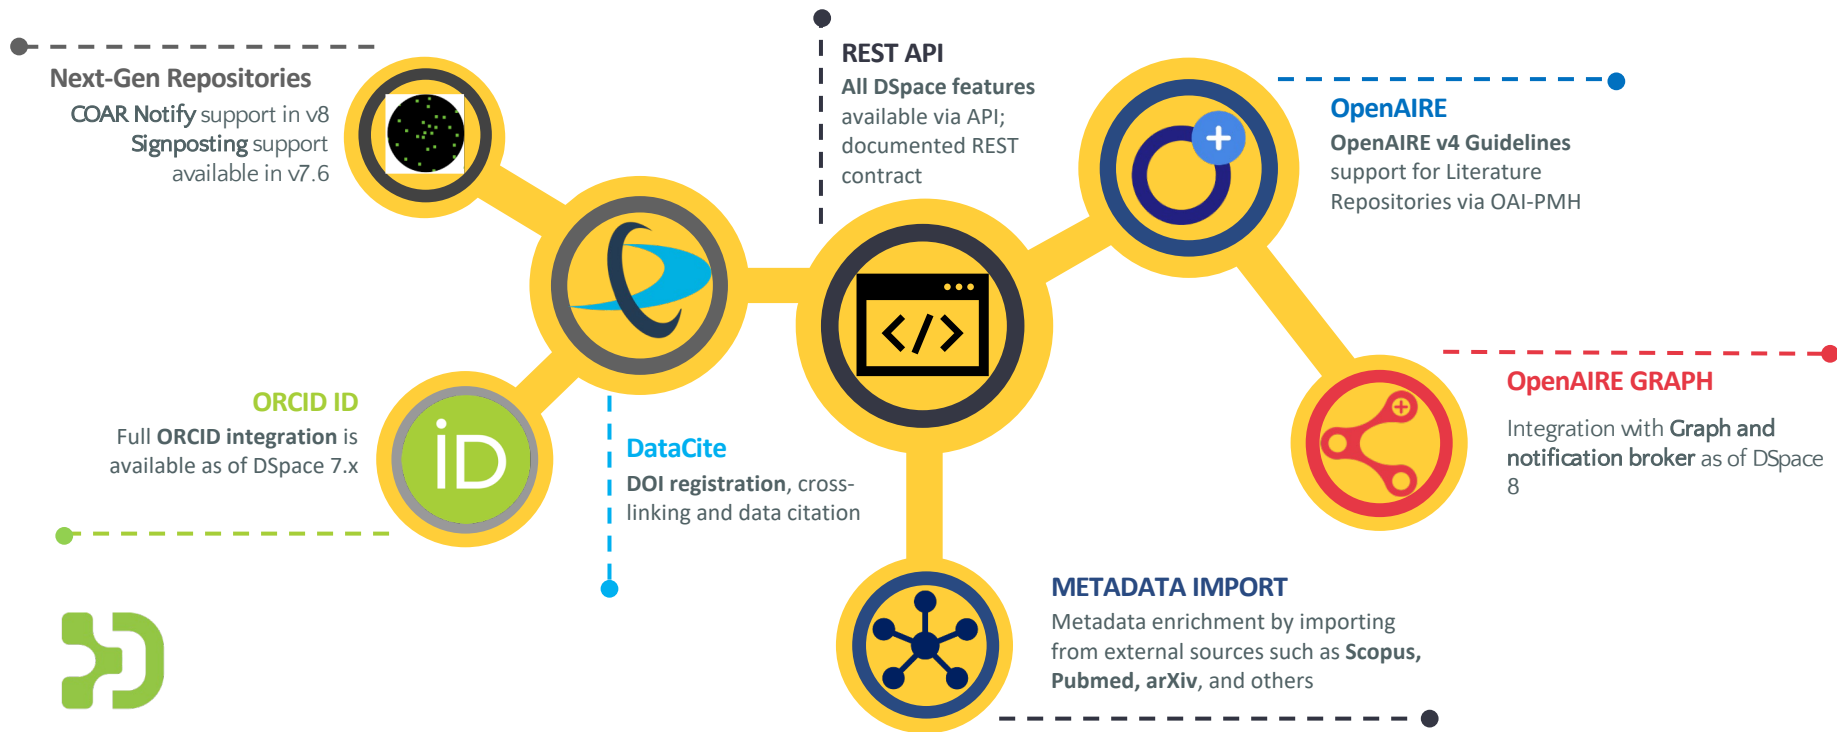 Next-Gen Repositories
COAR Notify support in v8
Signposting support
available in v7.6
REST API
All DSpace features
available via API;
documented REST
contract
OpenAIRE
OpenAIRE v4 Guidelines
support for Literature
Repositories via OAI-PMH
</>
ORCID ID
Full ORCID integration is
available as of DSpace 7.x
iD
DataCite
DOI registration, cross-
linking and data citation
OpenAIRE GRAPH
Integration with Graph and
notification broker as of DSpace
8
METADATA IMPORT
Metadata enrichment by importing
from external sources such as Scopus,
Pubmed, arXiv, and others